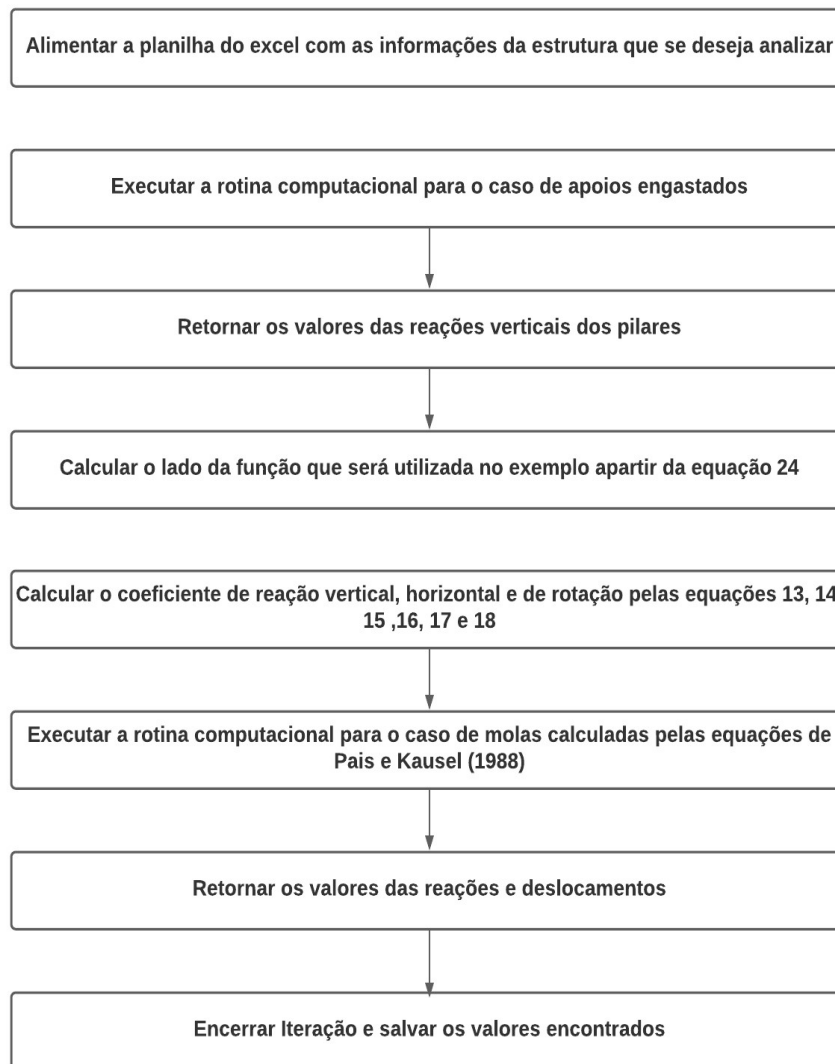 Alimentar a planilha do excel com as informações da estrutura que se deseja analizar
Executar a rotina computacional para o caso de apoios engastados
Retornar os valores das reações verticais dos pilares
Calcular o lado da função que será utilizada no exemplo apartir da equação 24
Calcular o coeficiente de reação vertical, horizontal e de rotação pelas equações 13, 14
15 ,16, 17 e 18
Executar a rotina computacional para o caso de molas calculadas pelas equações de
Pais e Kausel (1988)
Retornar os valores das reações e deslocamentos
Encerrar Iteração e salvar os valores encontrados